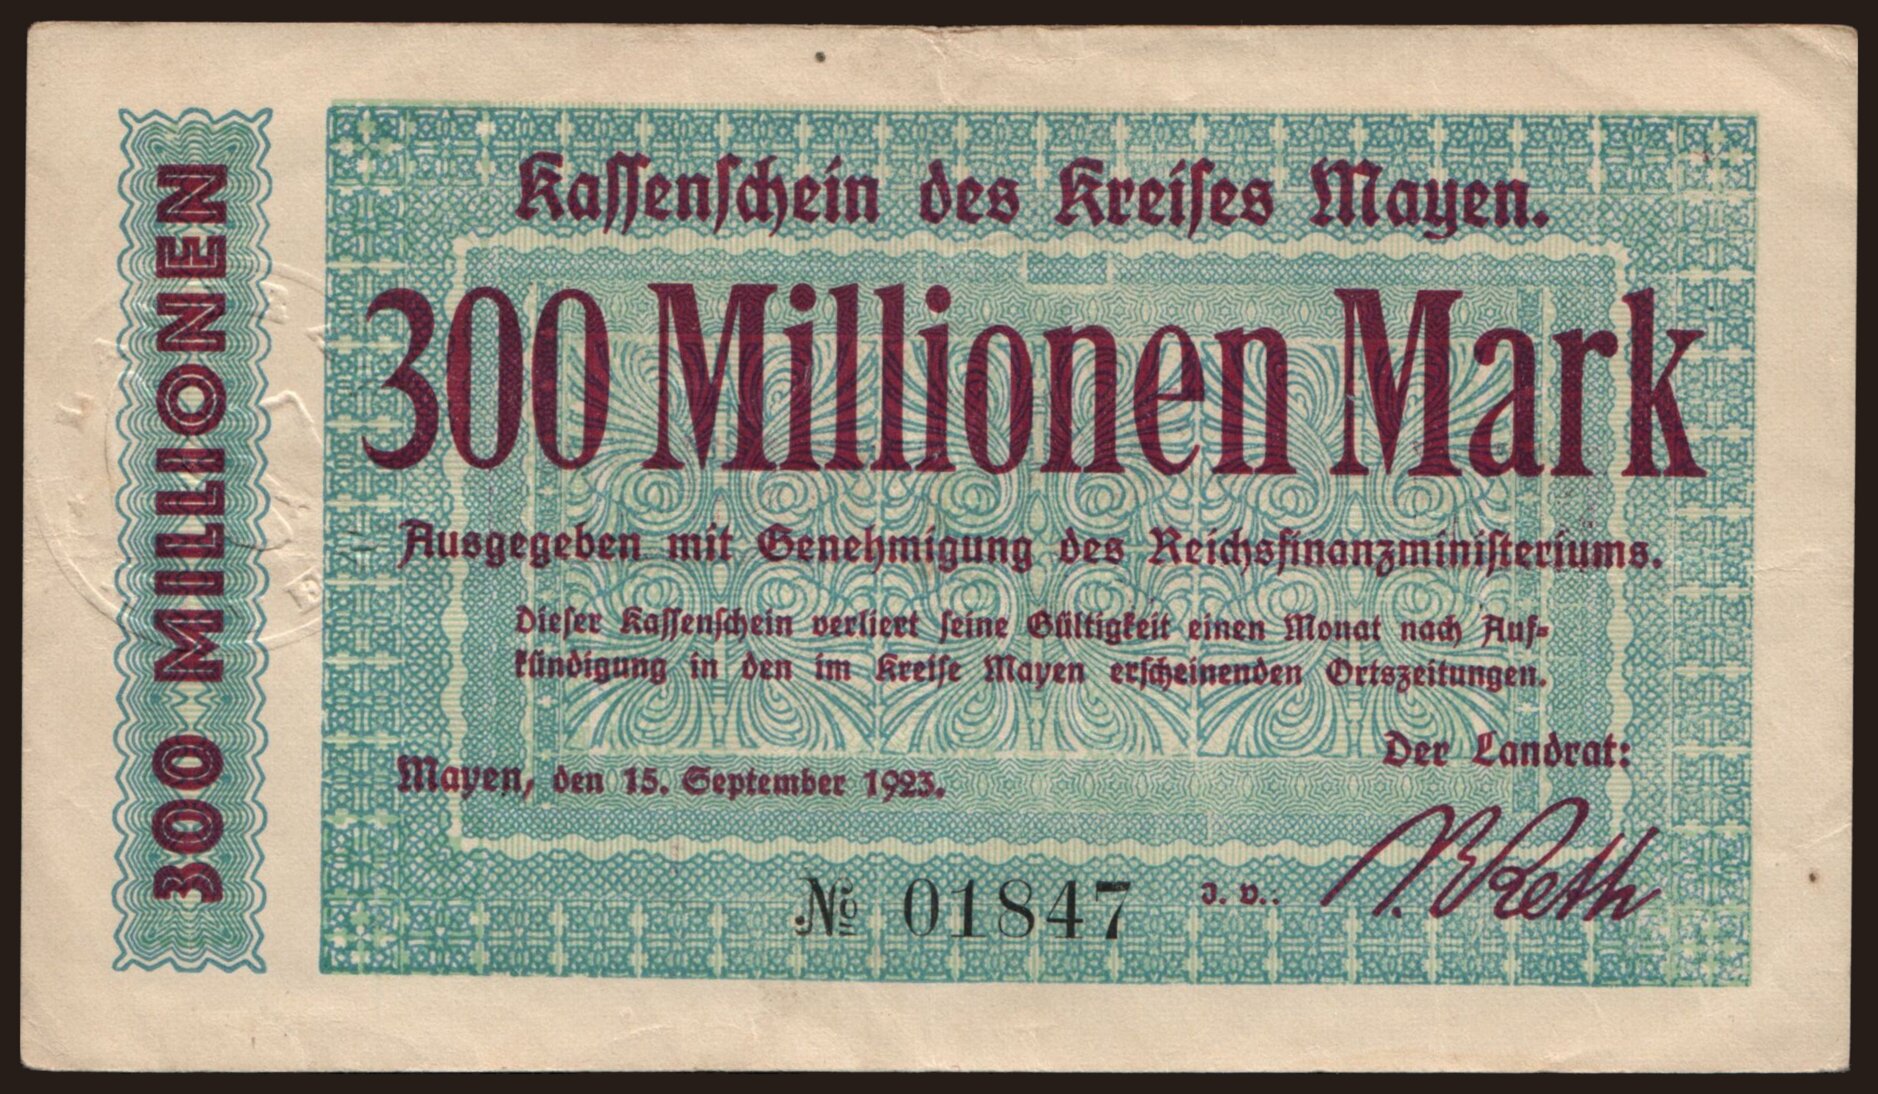 300 MILLIONEN
Kassenschein des Kreises Mayen.
300 Millionen Mark
Ausgegeben mit Genehmigung des Reichsfinanzministeriums.
Dieser Kassenschein verliert seine Gültigkeit einen Monat nach Auf-
kündigung in den im Kreise Mayen erscheinenden Ortszeitungen.
Der Landrat:
Mayen, den 15. September 1923.
№ 01847
J. V.: